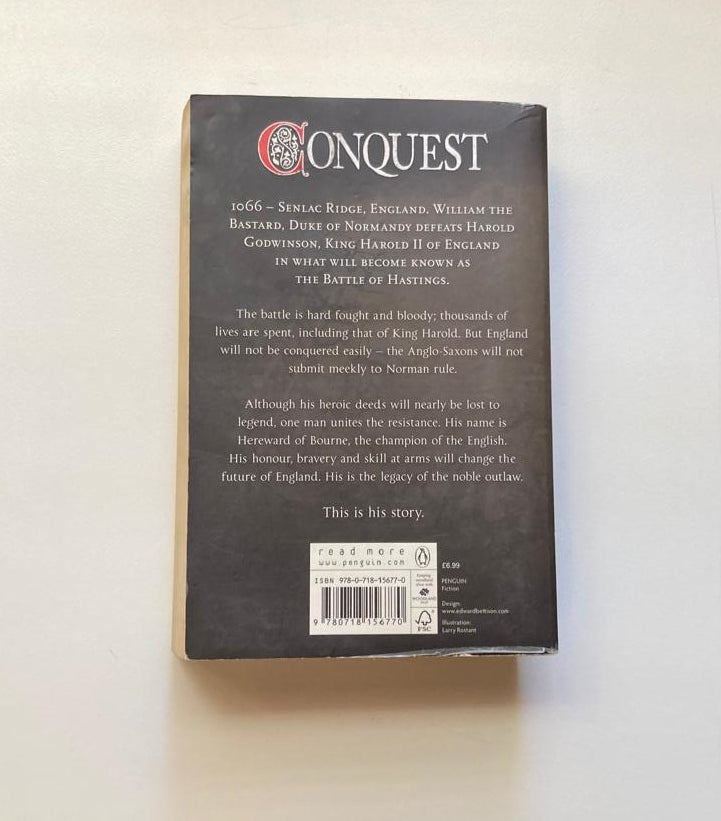 CONQUEST
1066 – SENLAC RIDGE, ENGLAND. WILLIAM THE
BASTARD, DUKE OF NORMANDY DEFEATS HAROLD
GODWINSON, KING HAROLD II OF ENGLAND
IN WHAT WILL BECOME KNOWN AS
THE BATTLE OF HASTINGS.
The battle is hard fought and bloody; thousands of
lives are spent, including that of King Harold. But England
will not be conquered easily – the Anglo-Saxons will not
submit meekly to Norman rule.
Although his heroic deeds will nearly be lost to
legend, one man unites the resistance. His name is
Hereward of Bourne, the champion of the English.
His honour, bravery and skill at arms will change the
future of England. His is the legacy of the noble outlaw.
This is his story.
read more
www.penguin.com
ISBN 978-0-718-15677-0
9 780718 156770
FSC
£6.99
PENGUIN
Fiction
Design:
www.edwardbettison.com
Illustration:
Larry Rostant